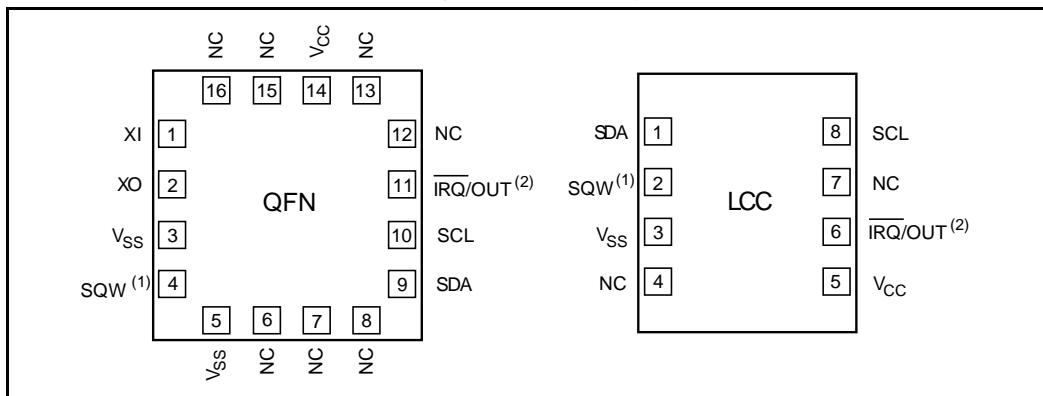 NC NC VCC NC
16 15 14 13
XI 1 12 NC
XO 2 QFN 11 IRQ/OUT(2)
VSS 3 10 SCL
SQW(1) 4 9 SDA
5 6 7 8
VSS NC NC NC
SDA 1 8 SCL
SQW(1) 2 LCC 7 NC
VSS 3 6 IRQ/OUT(2)
NC 4 5 VCC